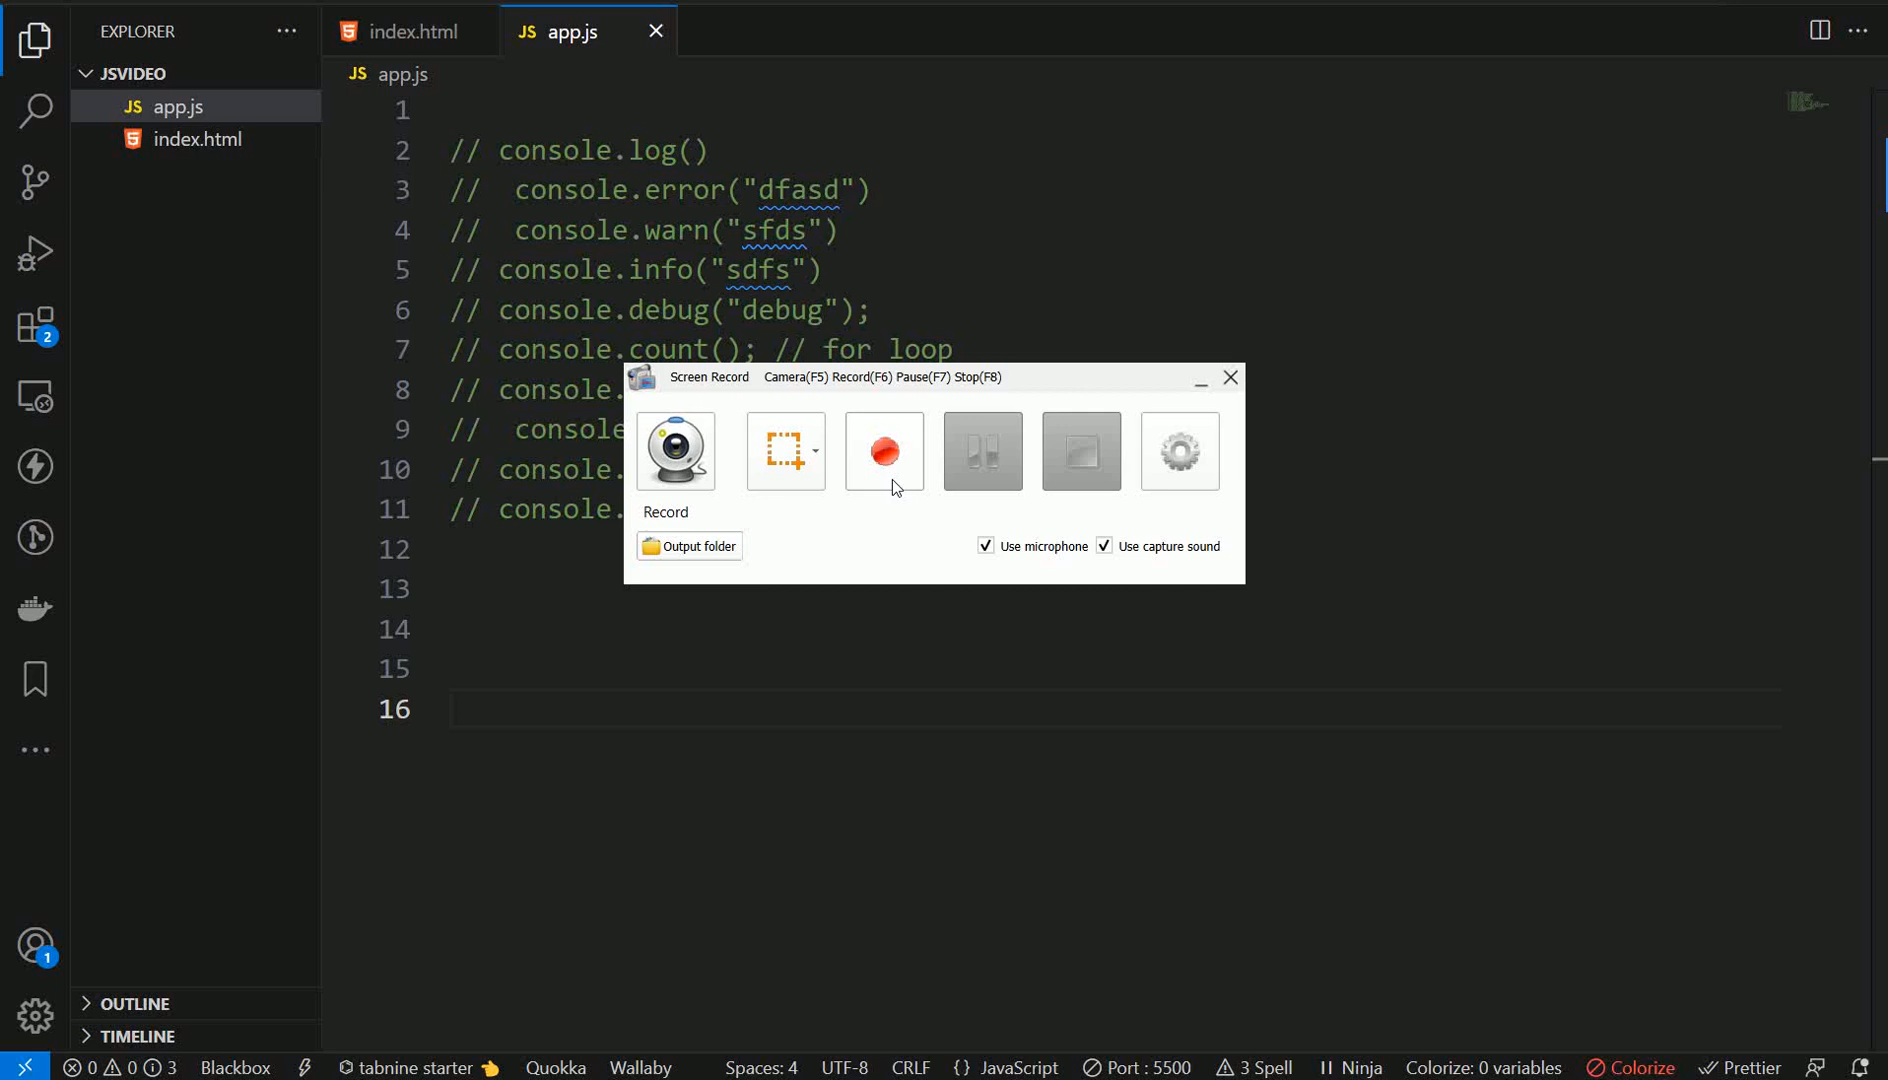 EXPLORER
index.html
JS app.js
JSVIDEO
JS app.js
JS app.js
index.html
1
2 // console.log()
3 //  console.error("dfasd")
4 //  console.warn("sfds")
5 // console.info("sdfs")
6 // console.debug("debug");
7 // console.count(); // for loop
8 // console.
9 //  console
10 // console.
11 // console.
12
13
14
15
16
Screen Record Camera(F5) Record(F6) Pause(F7) Stop(F8)
Record
Output folder
Use microphone
Use capture sound
2
1
OUTLINE
TIMELINE
0 0 3 Blackbox tabnine starter Quokka Wallaby Spaces: 4 UTF-8 CRLF {} JavaScript Port : 5500 3 Spell Ninja Colorize: 0 variables Colorize Prettier